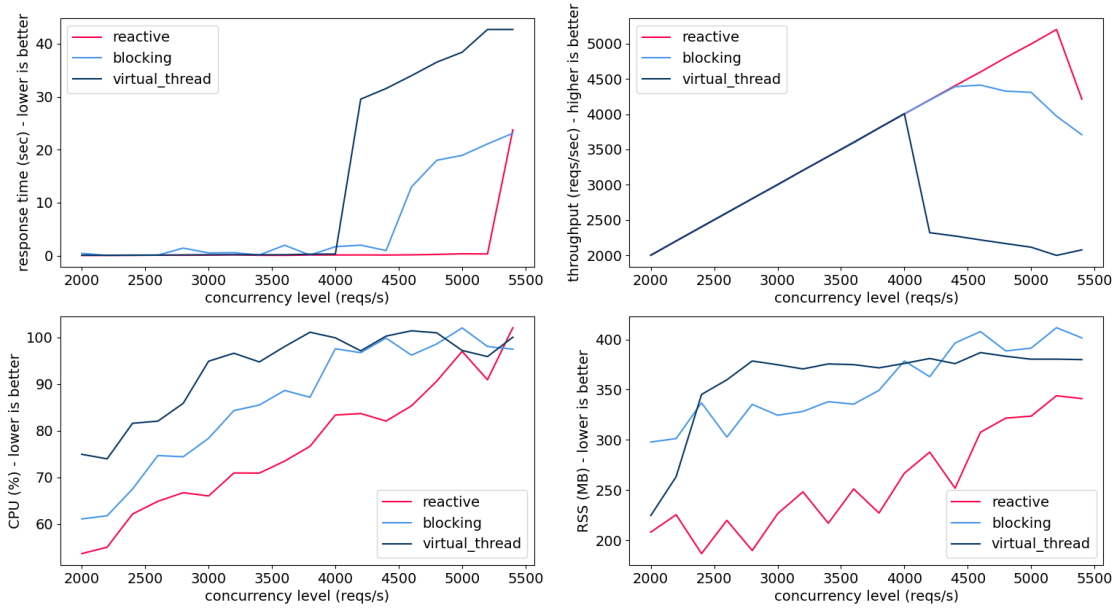 response time (sec) - lower is better
40
30
20
10
0
reactive
blocking
virtual_thread
2000 2500 3000 3500 4000 4500 5000 5500
concurrency level (reqs/s)
throughput (reqs/sec) - higher is better
5000
4500
4000
3500
3000
2500
2000
reactive
blocking
virtual_thread
2000 2500 3000 3500 4000 4500 5000 5500
concurrency level (reqs/s)
CPU (%) - lower is better
100
90
80
70
60
reactive
blocking
virtual_thread
2000 2500 3000 3500 4000 4500 5000 5500
concurrency level (reqs/s)
RSS (MB) - lower is better
400
350
300
250
200
reactive
blocking
virtual_thread
2000 2500 3000 3500 4000 4500 5000 5500
concurrency level (reqs/s)